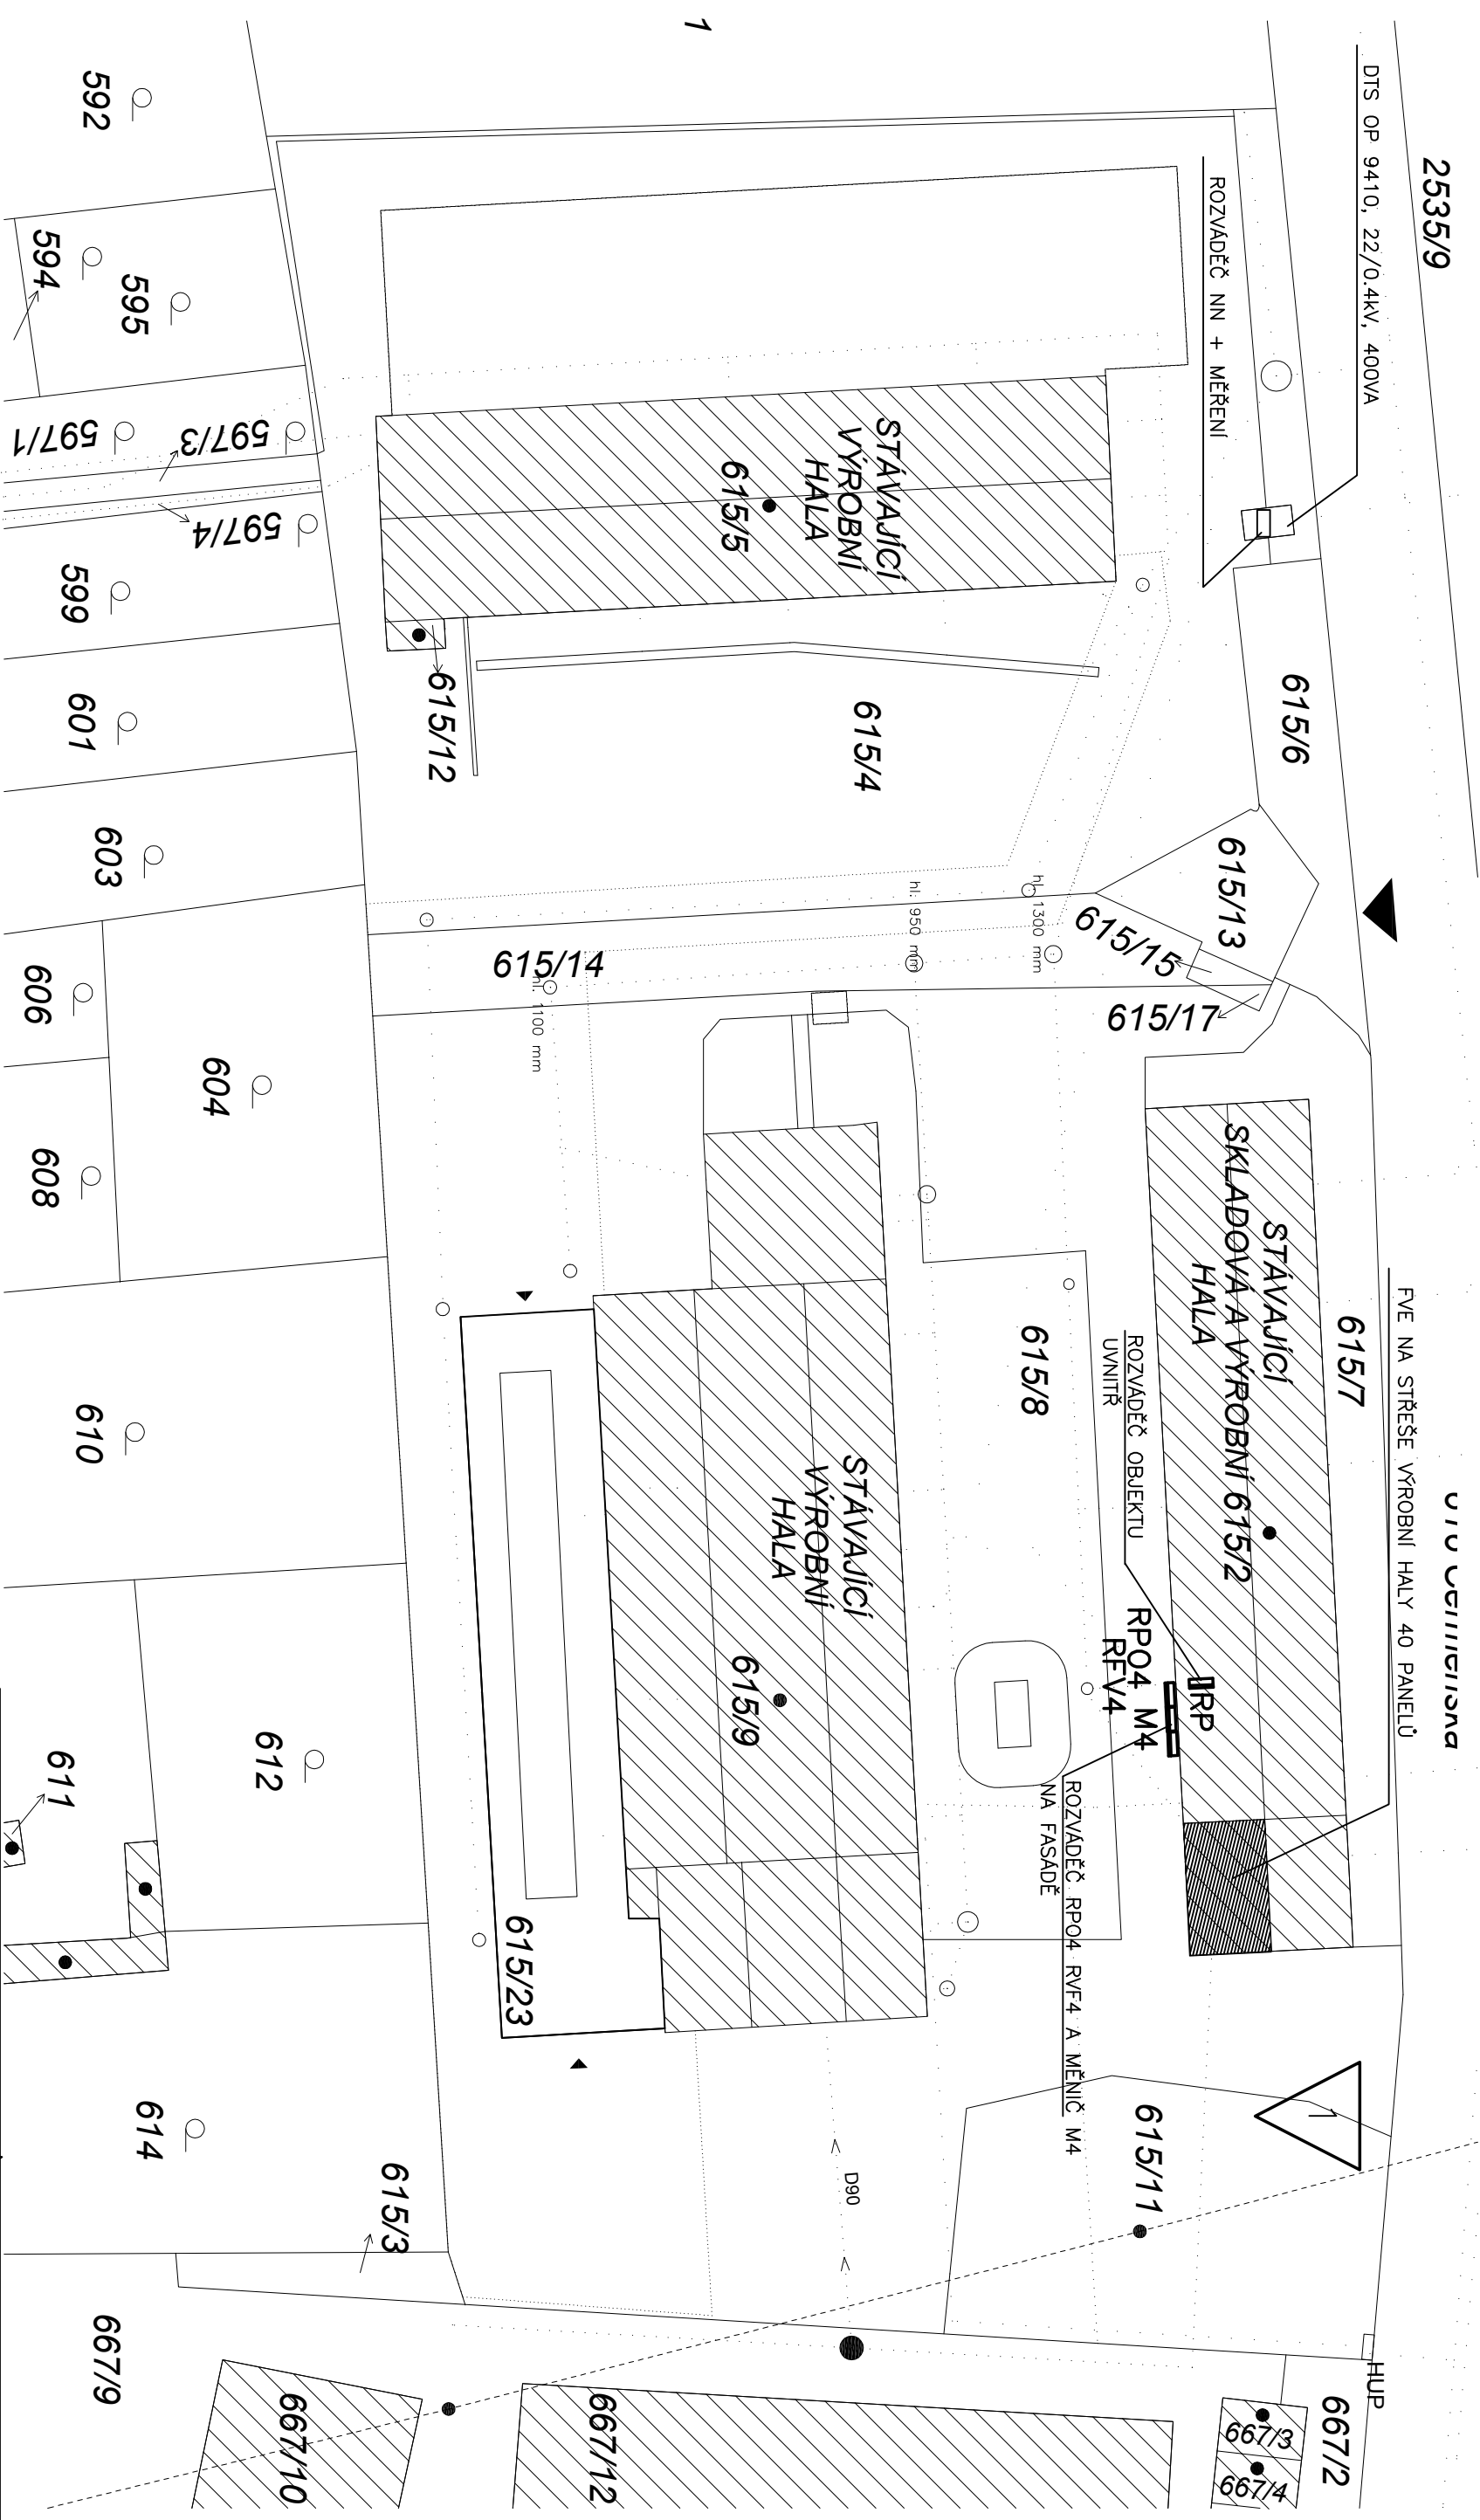 2535/9
DTS OP 9410, 22/0.4kV, 400VA
ROZVÁDĚČ NN + MĚŘENÍ
1
592
594
595
597/1
597/3
597/4
599
601
603
606
604
608
610
612
611
614
615/3
667/9
667/10
667/12
667/3
667/4
667/2
HUP
STÁVAJÍCÍ
VÝROBNÍ
HALA
615/5
615/12
615/4
615/6
615/13
615/15
615/17
615/14
hl. 950 mm
hl. 1300 mm
hl. 1100 mm
STÁVAJÍCÍ
SKLADOVÁ A VÝROBNÍ 615/2
HALA
615/7
FVE NA STŘEŠE VÝROBNÍ HALY 40 PANELŮ
615/8
ROZVÁDĚČ OBJEKTU
UVNITŘ
RP
RPO4 M4
RFV4
ROZVÁDĚČ RPO4 RVF4 A MĚNIČ M4
NA FASÁDĚ
STÁVAJÍCÍ
VÝROBNÍ
HALA
615/9
615/23
D90
615/11
1